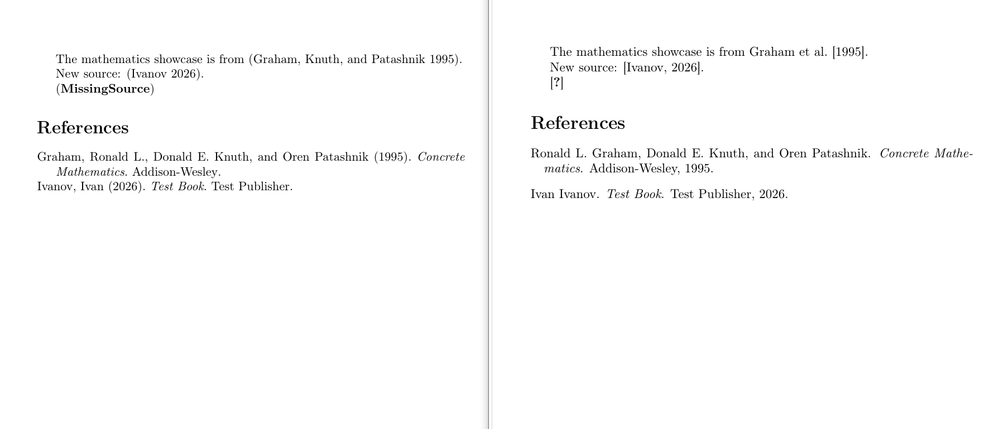 The mathematics showcase is from (Graham, Knuth, and Patashnik 1995).
New source: (Ivanov 2026).
(MissingSource)
References
Graham, Ronald L., Donald E. Knuth, and Oren Patashnik (1995). Concrete
Mathematics. Addison-Wesley.
Ivanov, Ivan (2026). Test Book. Test Publisher.
The mathematics showcase is from Graham et al. [1995].
New source: [Ivanov, 2026].
[?]
References
Ronald L. Graham, Donald E. Knuth, and Oren Patashnik. Concrete Mathe-
matics. Addison-Wesley, 1995.
Ivan Ivanov. Test Book. Test Publisher, 2026.